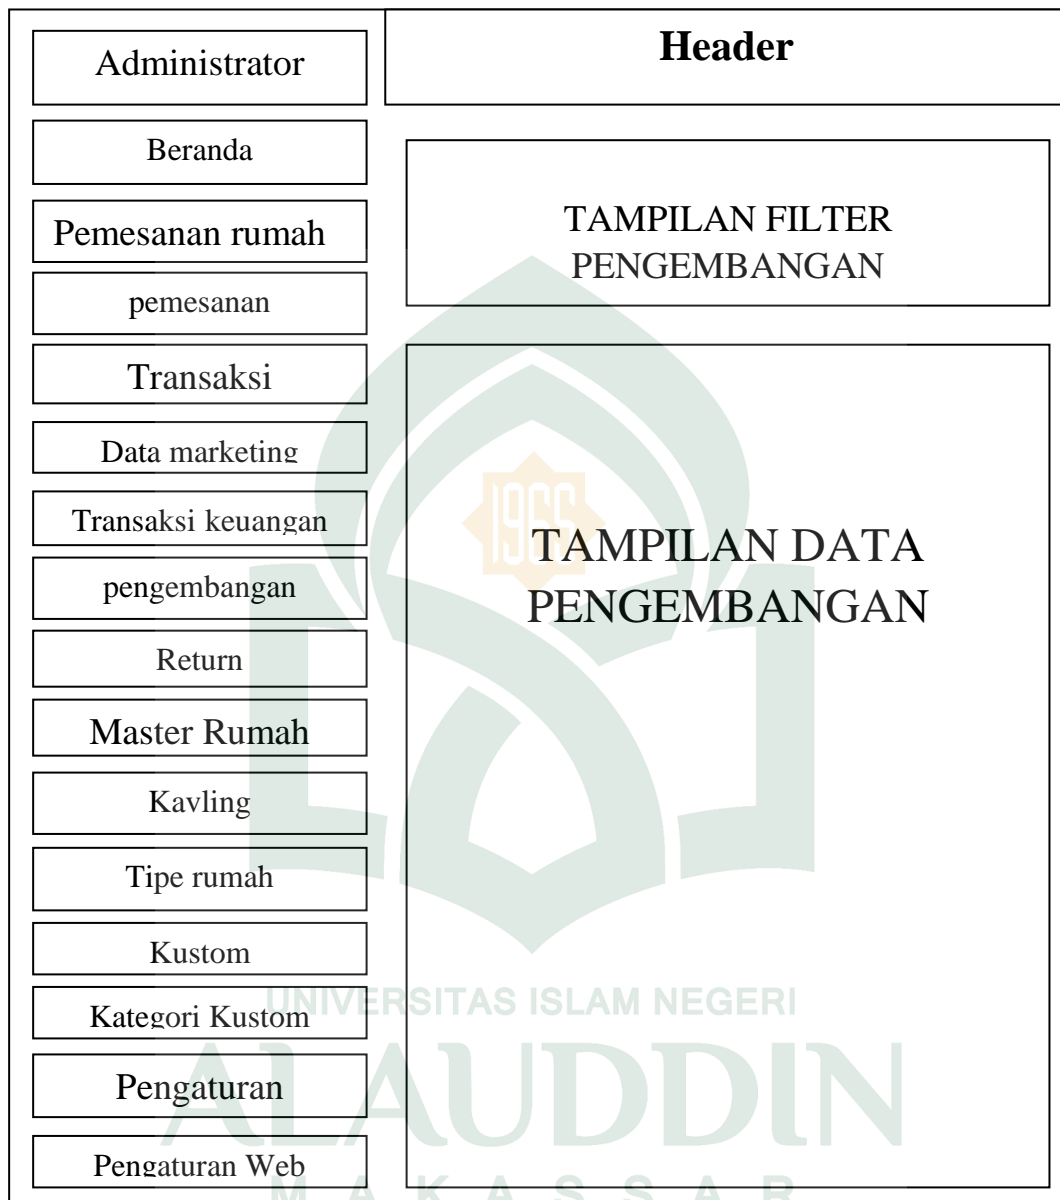 Administrator
Header
Beranda
Pemesanan rumah
pemesanan
Transaksi
Data marketing
Transaksi keuangan
pengembangan
Return
Master Rumah
Kavling
Tipe rumah
Kustom
Kategori Kustom
Pengaturan
Pengaturan Web
TAMPILAN FILTER
PENGEMBANGAN
TAMPILAN DATA
PENGEMBANGAN
1965
UNIVERSITAS ISLAM NEGERI
ALAUDDIN
MAKASSAR